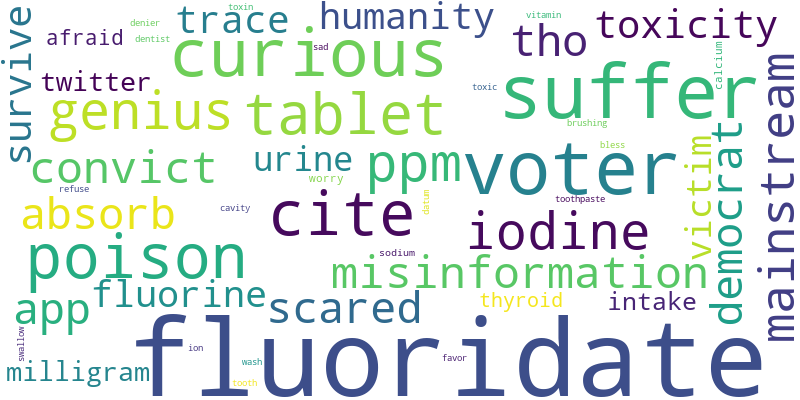 toxin
vitamin
denier
dentist
survive
afraid
trace
humanity
tho
toxicity
curious
sad
twitter
toxic
suffer
calcium
mainstream
genius
tablet
brushing
bless
convict
urine
ppm
voter
victim
democrat
worry
refuse
absorb
cavity
cite
datum
toothpaste
iodine
poison
sodium
misinformation
app
fluorine
scared
thyroid
intake
fluoridate
swallow
milligram
ion
wash
favor
tooth